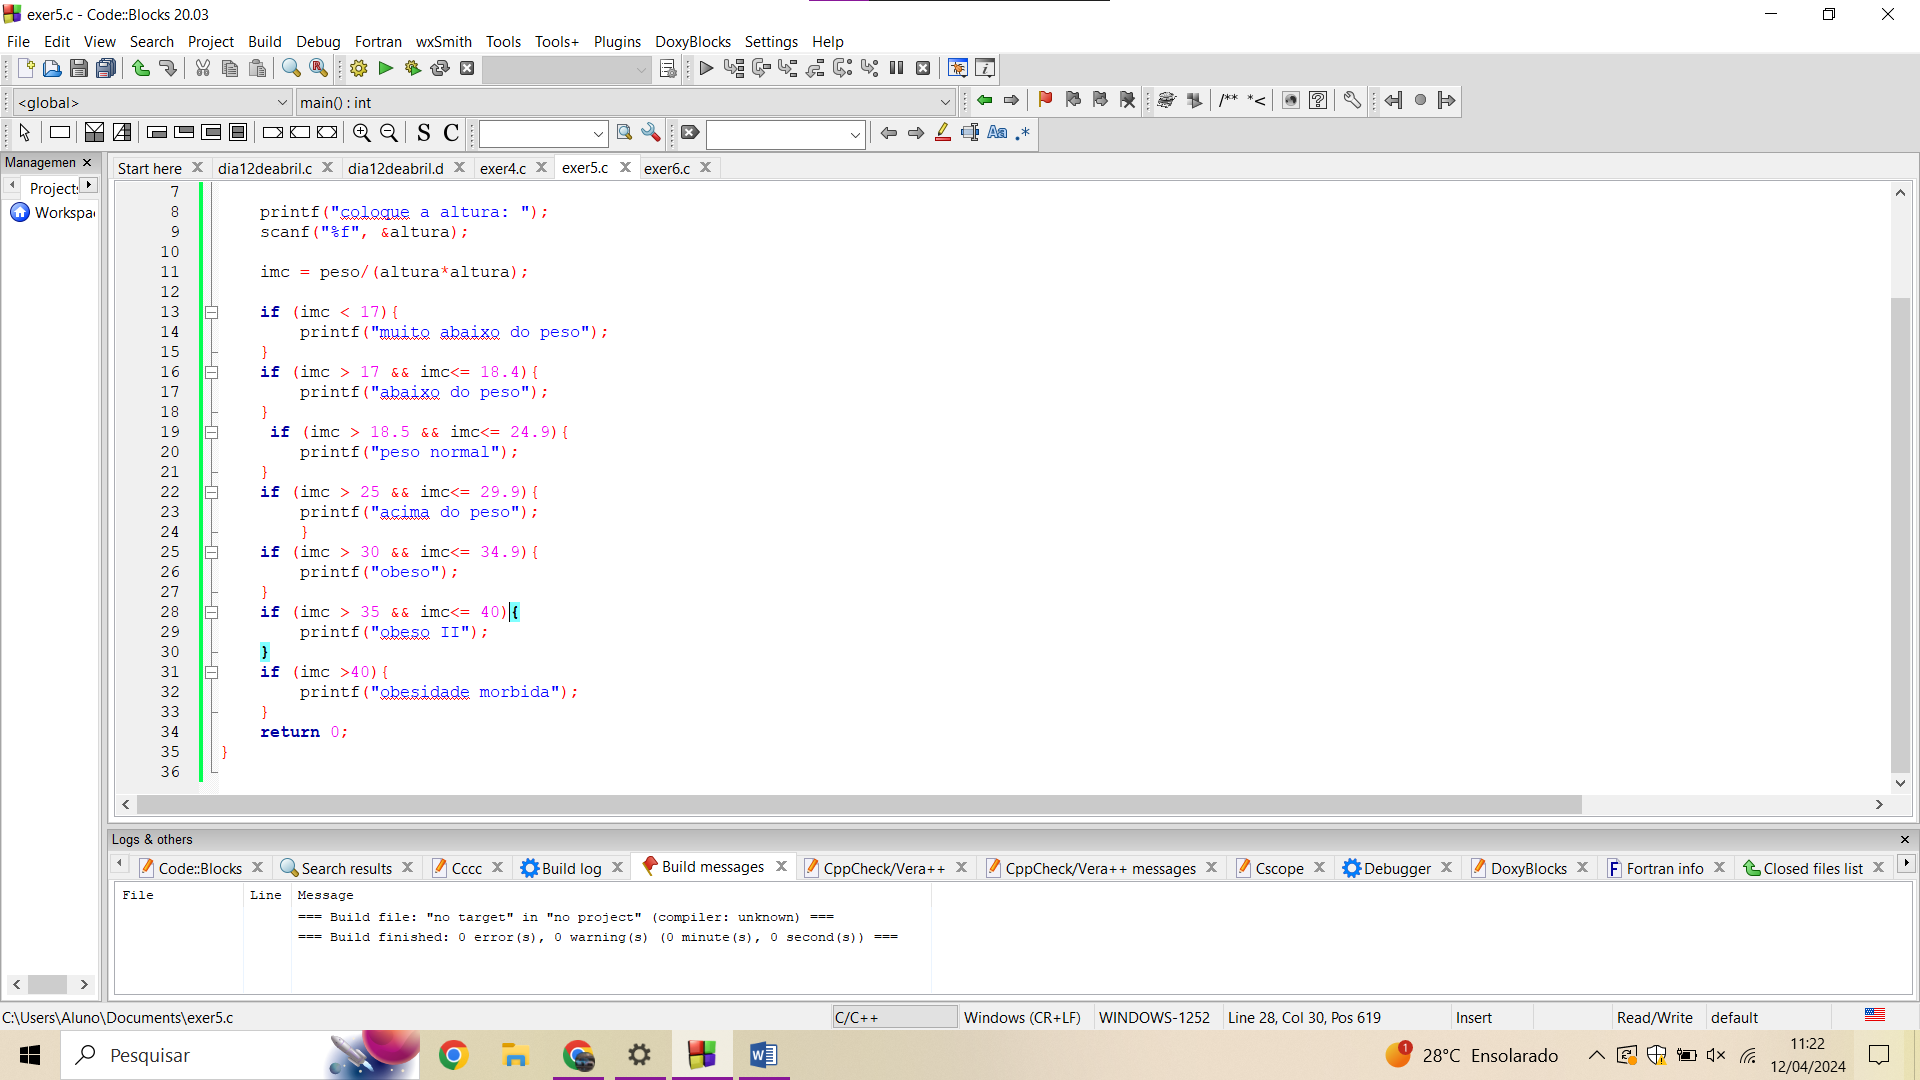 exer5.c - Code::Blocks 20.03
File Edit View Search Project Build Debug Fortran wxSmith Tools Tools+ Plugins DoxyBlocks Settings Help
<global> main() : int /** *<
S C Aa .*
Managemen Start here dia12deabril.c dia12deabril.d exer4.c exer5.c exer6.c
Projects
Workspa
7
8 printf("coloque a altura: ");
9 scanf("%f", &altura);
10
11 imc = peso/(altura*altura);
12
13 if (imc < 17){
14 printf("muito abaixo do peso");
15 }
16 if (imc > 17 && imc<= 18.4){
17 printf("abaixo do peso");
18 }
19 if (imc > 18.5 && imc<= 24.9){
20 printf("peso normal");
21 }
22 if (imc > 25 && imc<= 29.9){
23 printf("acima do peso");
24 }
25 if (imc > 30 && imc<= 34.9){
26 printf("obeso");
27 }
28 if (imc > 35 && imc<= 40){
29 printf("obeso II");
30 }
31 if (imc >40){
32 printf("obesidade morbida");
33 }
34 return 0;
35 }
36
Logs & others
Code::Blocks Search results Cccc Build log Build messages CppCheck/Vera++ CppCheck/Vera++ messages Cscope Debugger DoxyBlocks Fortran info Closed files list
File Line Message
=== Build file: "no target" in "no project" (compiler: unknown) ===
=== Build finished: 0 error(s), 0 warning(s) (0 minute(s), 0 second(s)) ===
C:\Users\Aluno\Documents\exer5.c C/C++ Windows (CR+LF) WINDOWS-1252 Line 28, Col 30, Pos 619 Insert Read/Write default
Pesquisar 1 28°C Ensolarado 11:22
12/04/2024